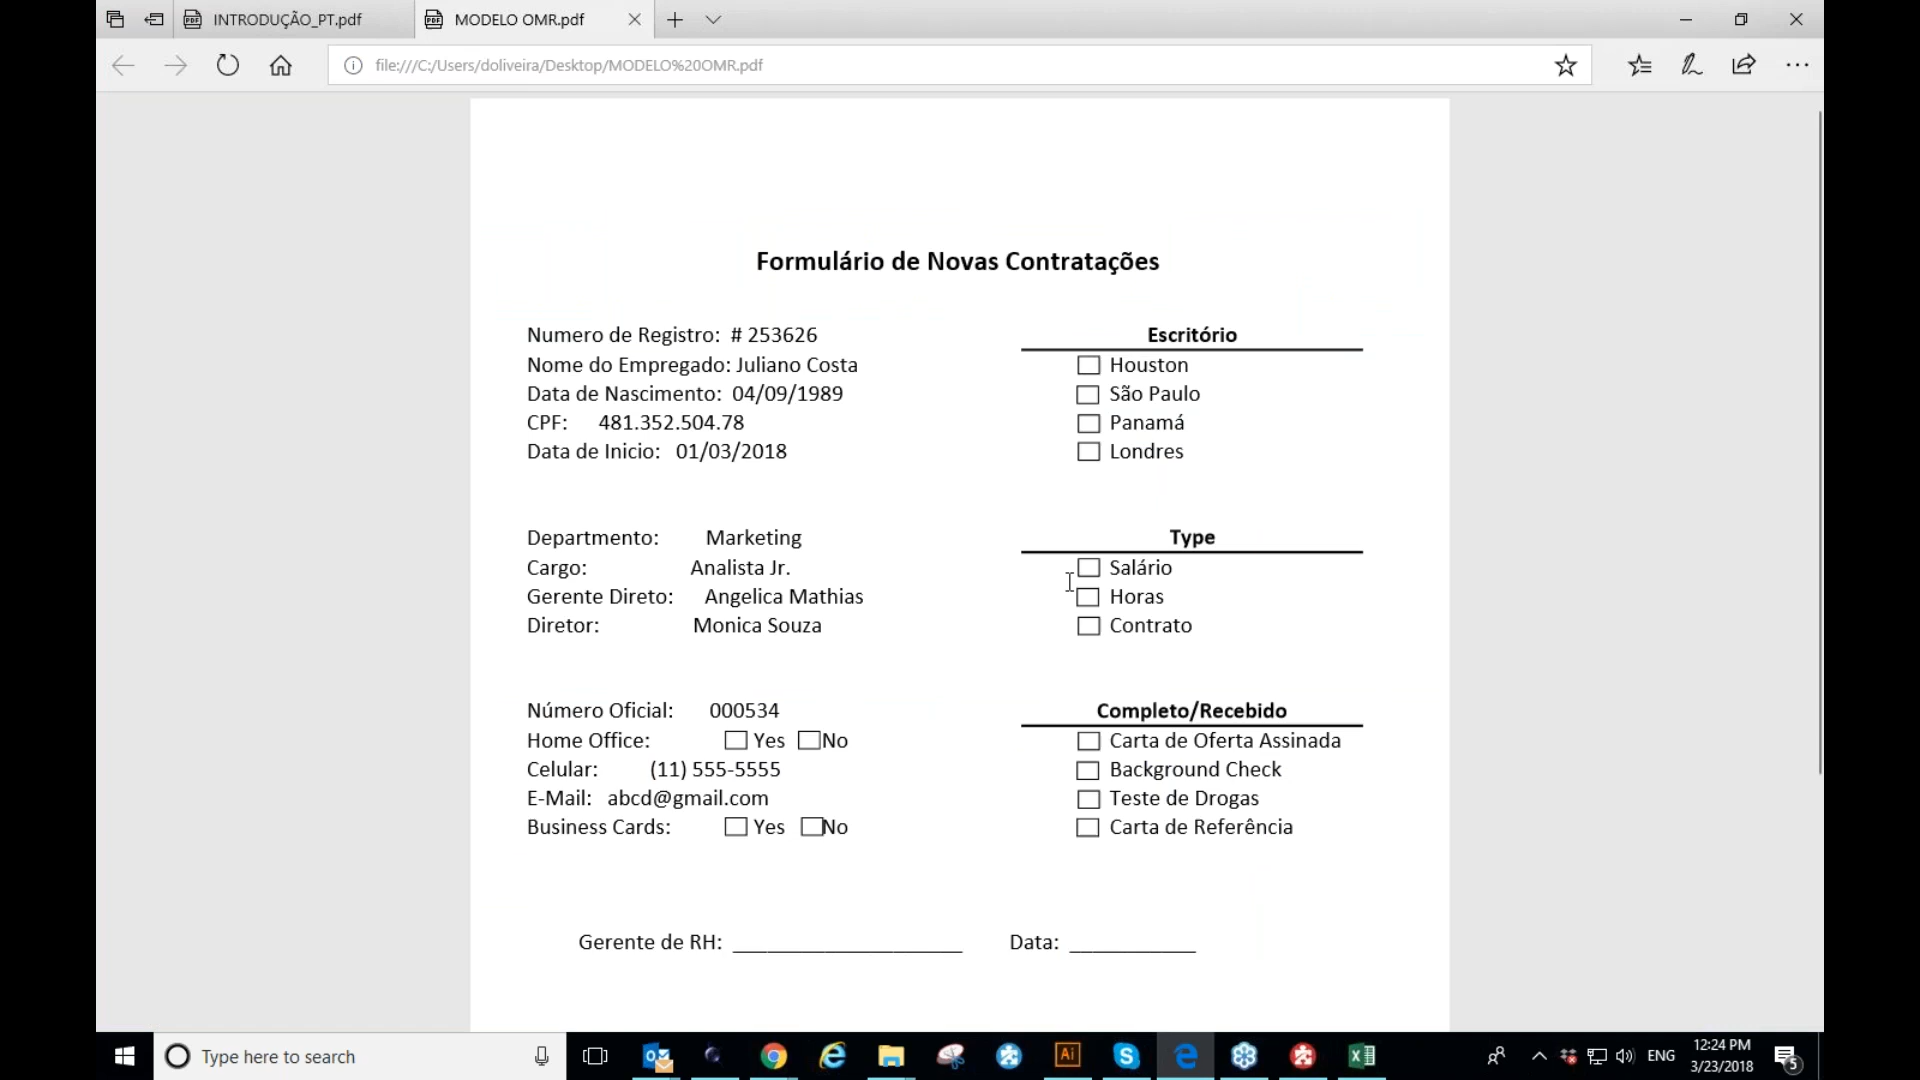 INTRODUÇÃO_PT.pdf
MODELO OMR.pdf
file:///C:/Users/doliveira/Desktop/MODELO%20OMR.pdf
Formulário de Novas Contratações
Numero de Registro: # 253626
Nome do Empregado: Juliano Costa
Data de Nascimento: 04/09/1989
CPF: 481.352.504.78
Data de Inicio: 01/03/2018
Escritório
Houston
São Paulo
Panamá
Londres
Departmento: Marketing
Cargo: Analista Jr.
Gerente Direto: Angelica Mathias
Diretor: Monica Souza
Type
Salário
Horas
Contrato
Número Oficial: 000534
Home Office: Yes No
Celular: (11) 555-5555
E-Mail: abcd@gmail.com
Business Cards: Yes No
Completo/Recebido
Carta de Oferta Assinada
Background Check
Teste de Drogas
Carta de Referência
Gerente de RH: ____________________ Data: ___________
Type here to search
Ai
ENG
12:24 PM
3/23/2018
5